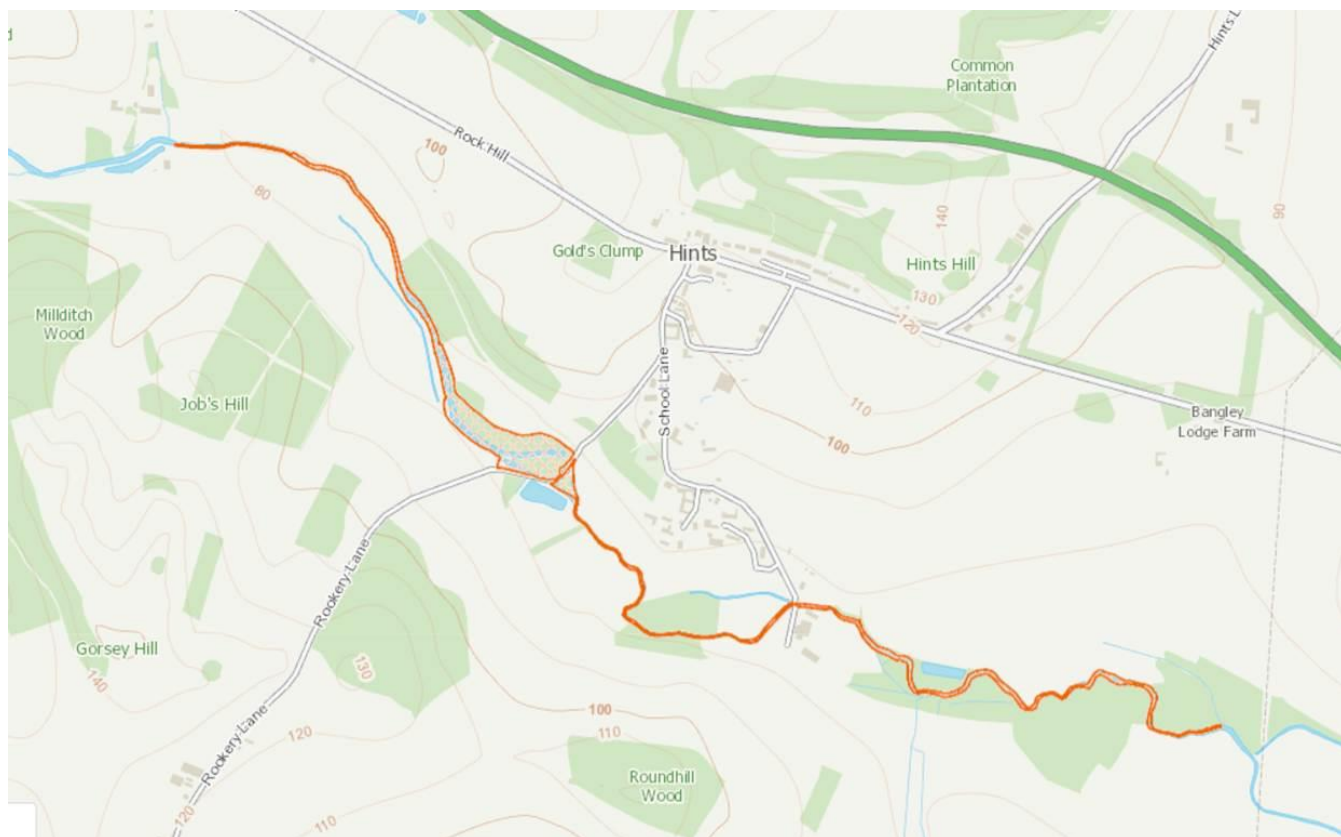 d
Common
Plantation
Hints L
Rock Hill
100
80
140
90
Gold's Clump
Hints
Hints Hill
130
120
Millditch
Wood
Job's Hill
School Lane
110
100
Bangley
Lodge Farm
Rookery Lane
Gorsey Hill
140
130
100
110
120
Rookery Lane
Roundhill
Wood
120
110